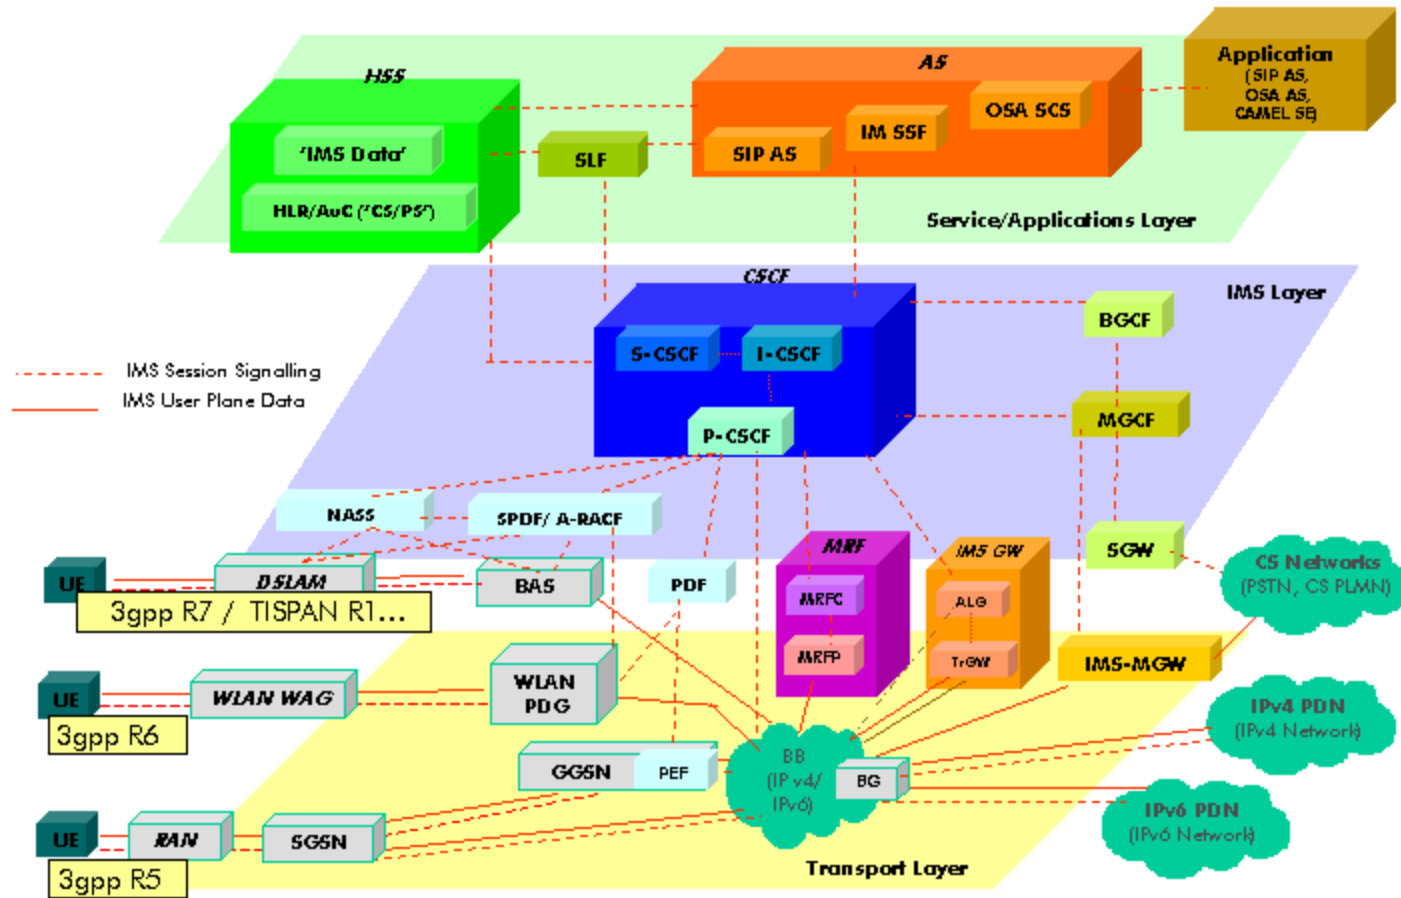 HSS
AS
Application
(SIP AS,
OSA AS,
CAMEL SE)
OSA SCS
IM SSF
'IMS Data'
SLF
SIP AS
HLR/AuC ('CS/PS')
Service/Applications Layer
CSCF
IMS Layer
BGCF
S-CSCF
I-CSCF
IMS Session Signalling
IMS User Plane Data
MGCF
P-CSCF
NASS
SPDF/ A-RACF
MRF
IMS GW
SGW
CS Networks
(PSTN, CS PLMN)
UE
DSLAM
BAS
PDF
MRFC
ALG
3gpp R7 / TISPAN R1...
MRFP
TrGW
IMS-MGW
UE
WLAN WAG
WLAN
PDG
IPv4 PDN
(IPv4 Network)
3gpp R6
GGSN
PEF
BB
(IP v4/
IPv6)
BG
IPv6 PDN
(IPv6 Network)
UE
RAN
SGSN
3gpp R5
Transport Layer